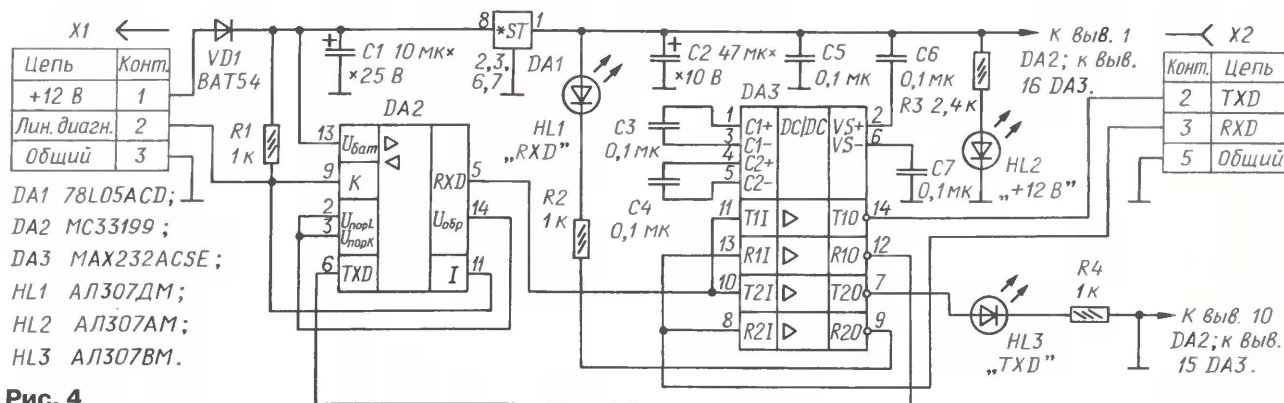 X1
Цепь Конт.
+12 В 1
Лин. диагн. 2
Общий 3
DA1 78L05ACD;
DA2 MC33199;
DA3 MAX232ACSE;
HL1 АЛ307ДМ;
HL2 АЛ307АМ;
HL3 АЛ307ВМ.
Рис. 4
VD1
BAT54
R1
1к
C1 10 мк×
×25 В
8 *ST 1
2,3,
6,7
DA1
DA2
13 Uбат
9 K
2 UпорL
3 UпорK
6 TXD
RXD 5
Uобр 14
I 11
HL1
„RXD"
R2
1к
C2 47 мк×
×10 В
C5
0,1 мк
C6
0,1 мк
C3
0,1 мк
C4
0,1 мк
DA3
DC/DC
1 C1+
3 C1-
4 C2+
5 C2-
VS+ 2
VS- 6
11 T1I
13 R1I
10 T2I
8 R2I
T1O 14
R1O 12
T2O 7
R2O 9
C7
0,1 мк
R3 2,4к
HL2
„+12 В"
К выв. 1
DA2; к выв.
16 DA3.
X2
Конт. Цепь
2 TXD
3 RXD
5 Общий
HL3
„TXD"
R4
1к
К выв. 10
DA2; к выв.
15 DA3.